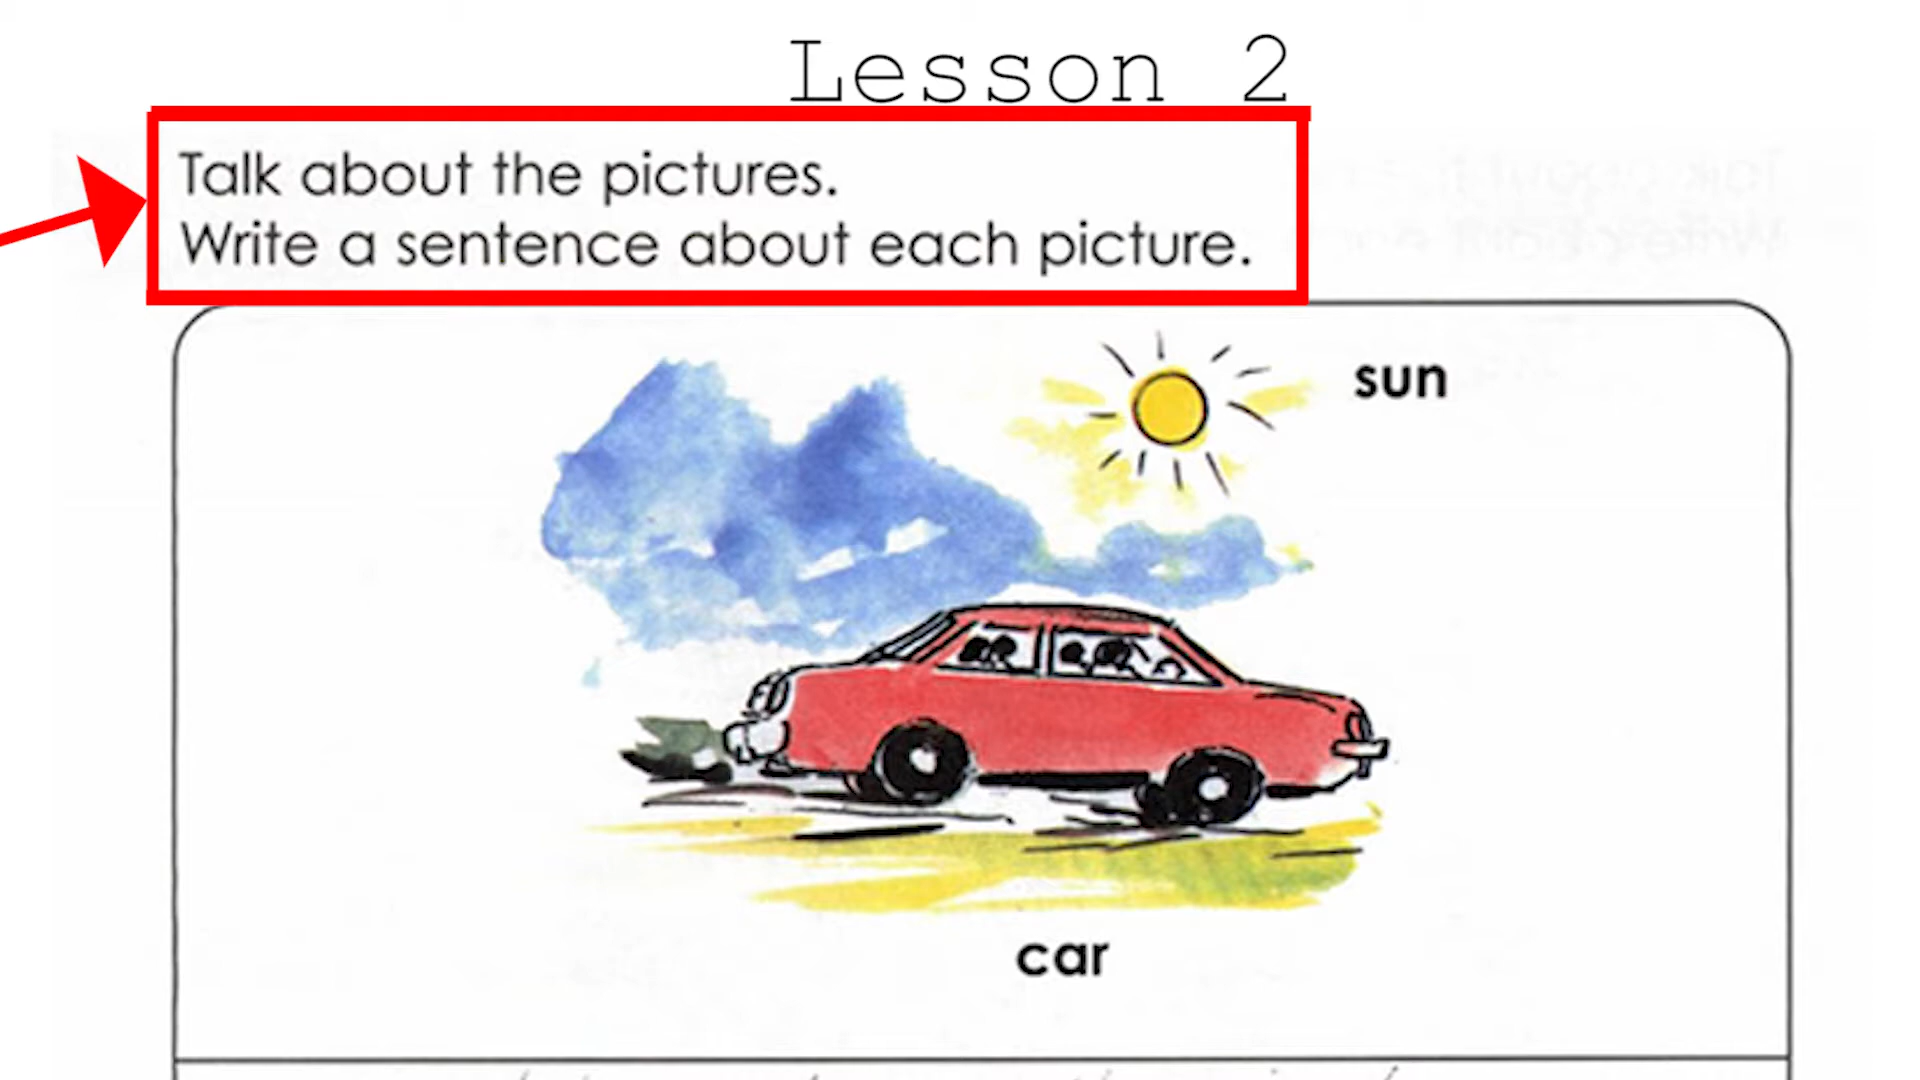 Lesson 2
Talk about the pictures.
Write a sentence about each picture.
sun
car